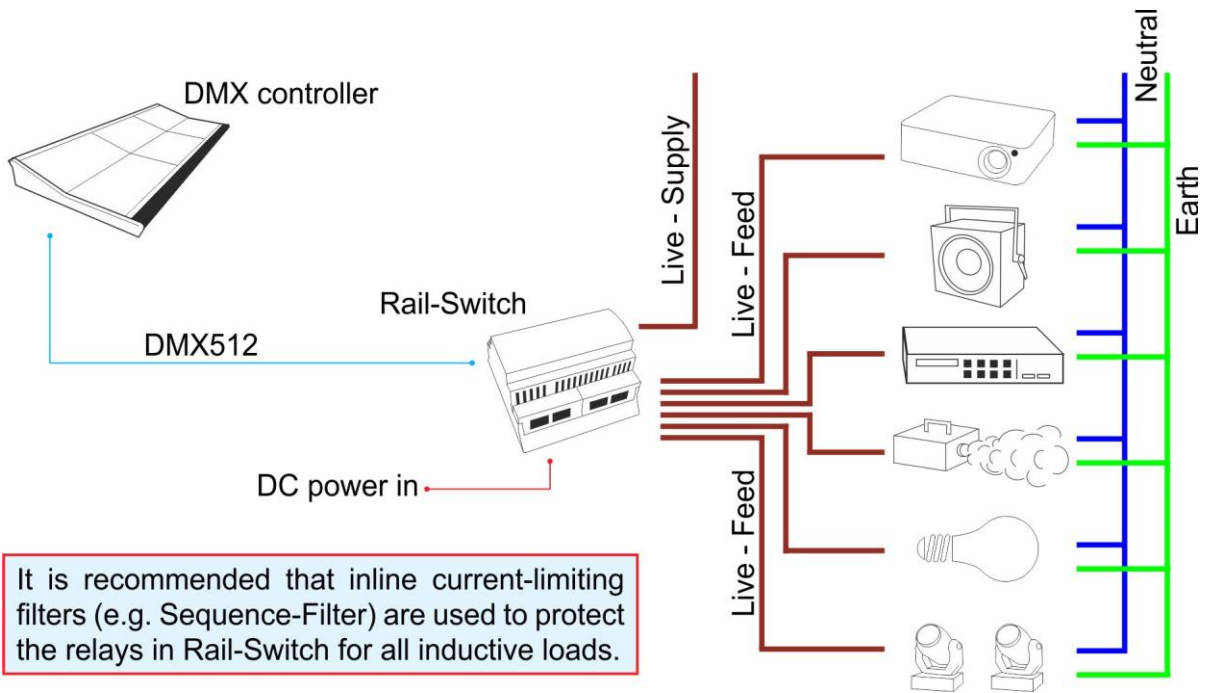 DMX controller
Rail-Switch
DMX512
DC power in
Live - Supply
Live - Feed
Live - Feed
Neutral
Earth
It is recommended that inline current-limiting
filters (e.g. Sequence-Filter) are used to protect
the relays in Rail-Switch for all inductive loads.